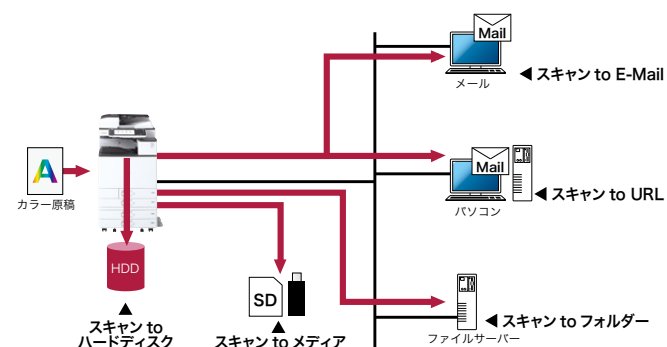 Mail
メール
◀ スキャン to E-Mail
A
カラー原稿
Mail
パソコン
◀ スキャン to URL
HDD
▲
スキャン to
ハードディスク
SD
▲
スキャン to メディア
ファイルサーバー
◀ スキャン to フォルダー